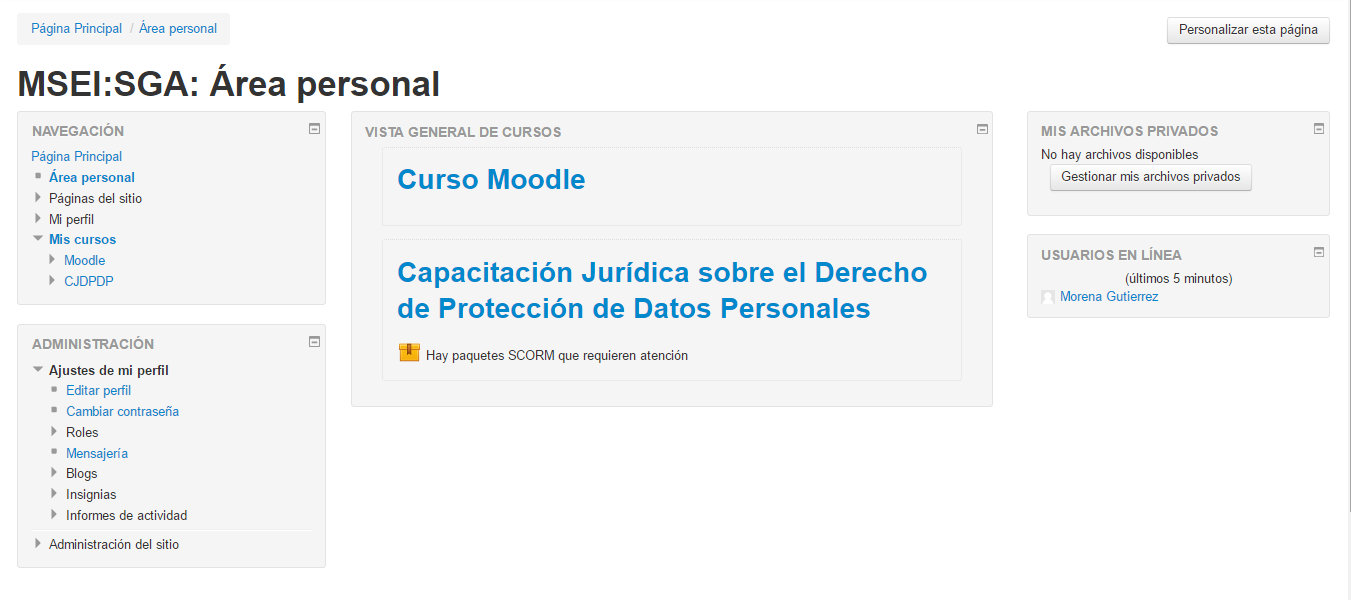 Página Principal / Área personal
Personalizar esta página
MSEI:SGA: Área personal
NAVEGACIÓN
Página Principal
Área personal
Páginas del sitio
Mi perfil
Mis cursos
Moodle
CJDPDP
ADMINISTRACIÓN
Ajustes de mi perfil
Editar perfil
Cambiar contraseña
Roles
Mensajería
Blogs
Insignias
Informes de actividad
Administración del sitio
VISTA GENERAL DE CURSOS
Curso Moodle
Capacitación Jurídica sobre el Derecho
de Protección de Datos Personales
Hay paquetes SCORM que requieren atención
MIS ARCHIVOS PRIVADOS
No hay archivos disponibles
Gestionar mis archivos privados
USUARIOS EN LÍNEA
(últimos 5 minutos)
Morena Gutierrez